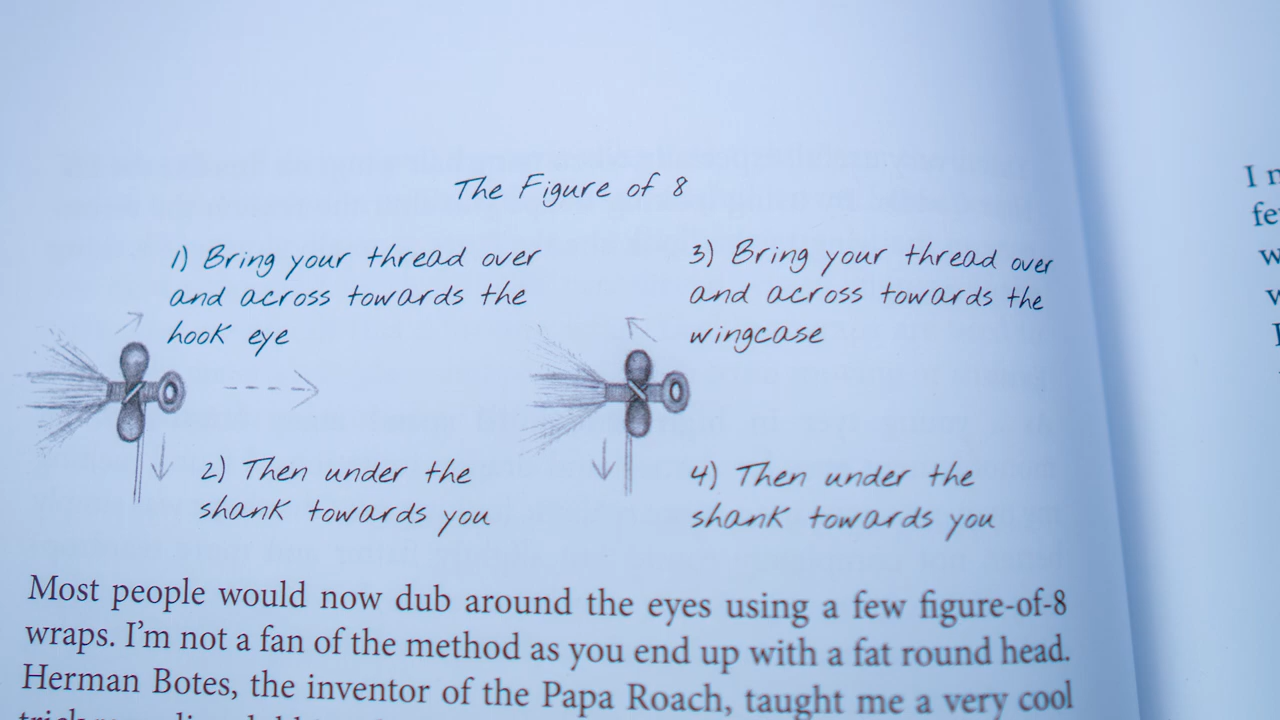 The Figure of 8
1) Bring your thread over
and across towards the
hook eye
2) Then under the
shank towards you
3) Bring your thread over
and across towards the
wingcase
4) Then under the
shank towards you
Most people would now dub around the eyes using a few figure-of-8
wraps. I'm not a fan of the method as you end up with a fat round head.
Herman Botes, the inventor of the Papa Roach, taught me a very cool
I